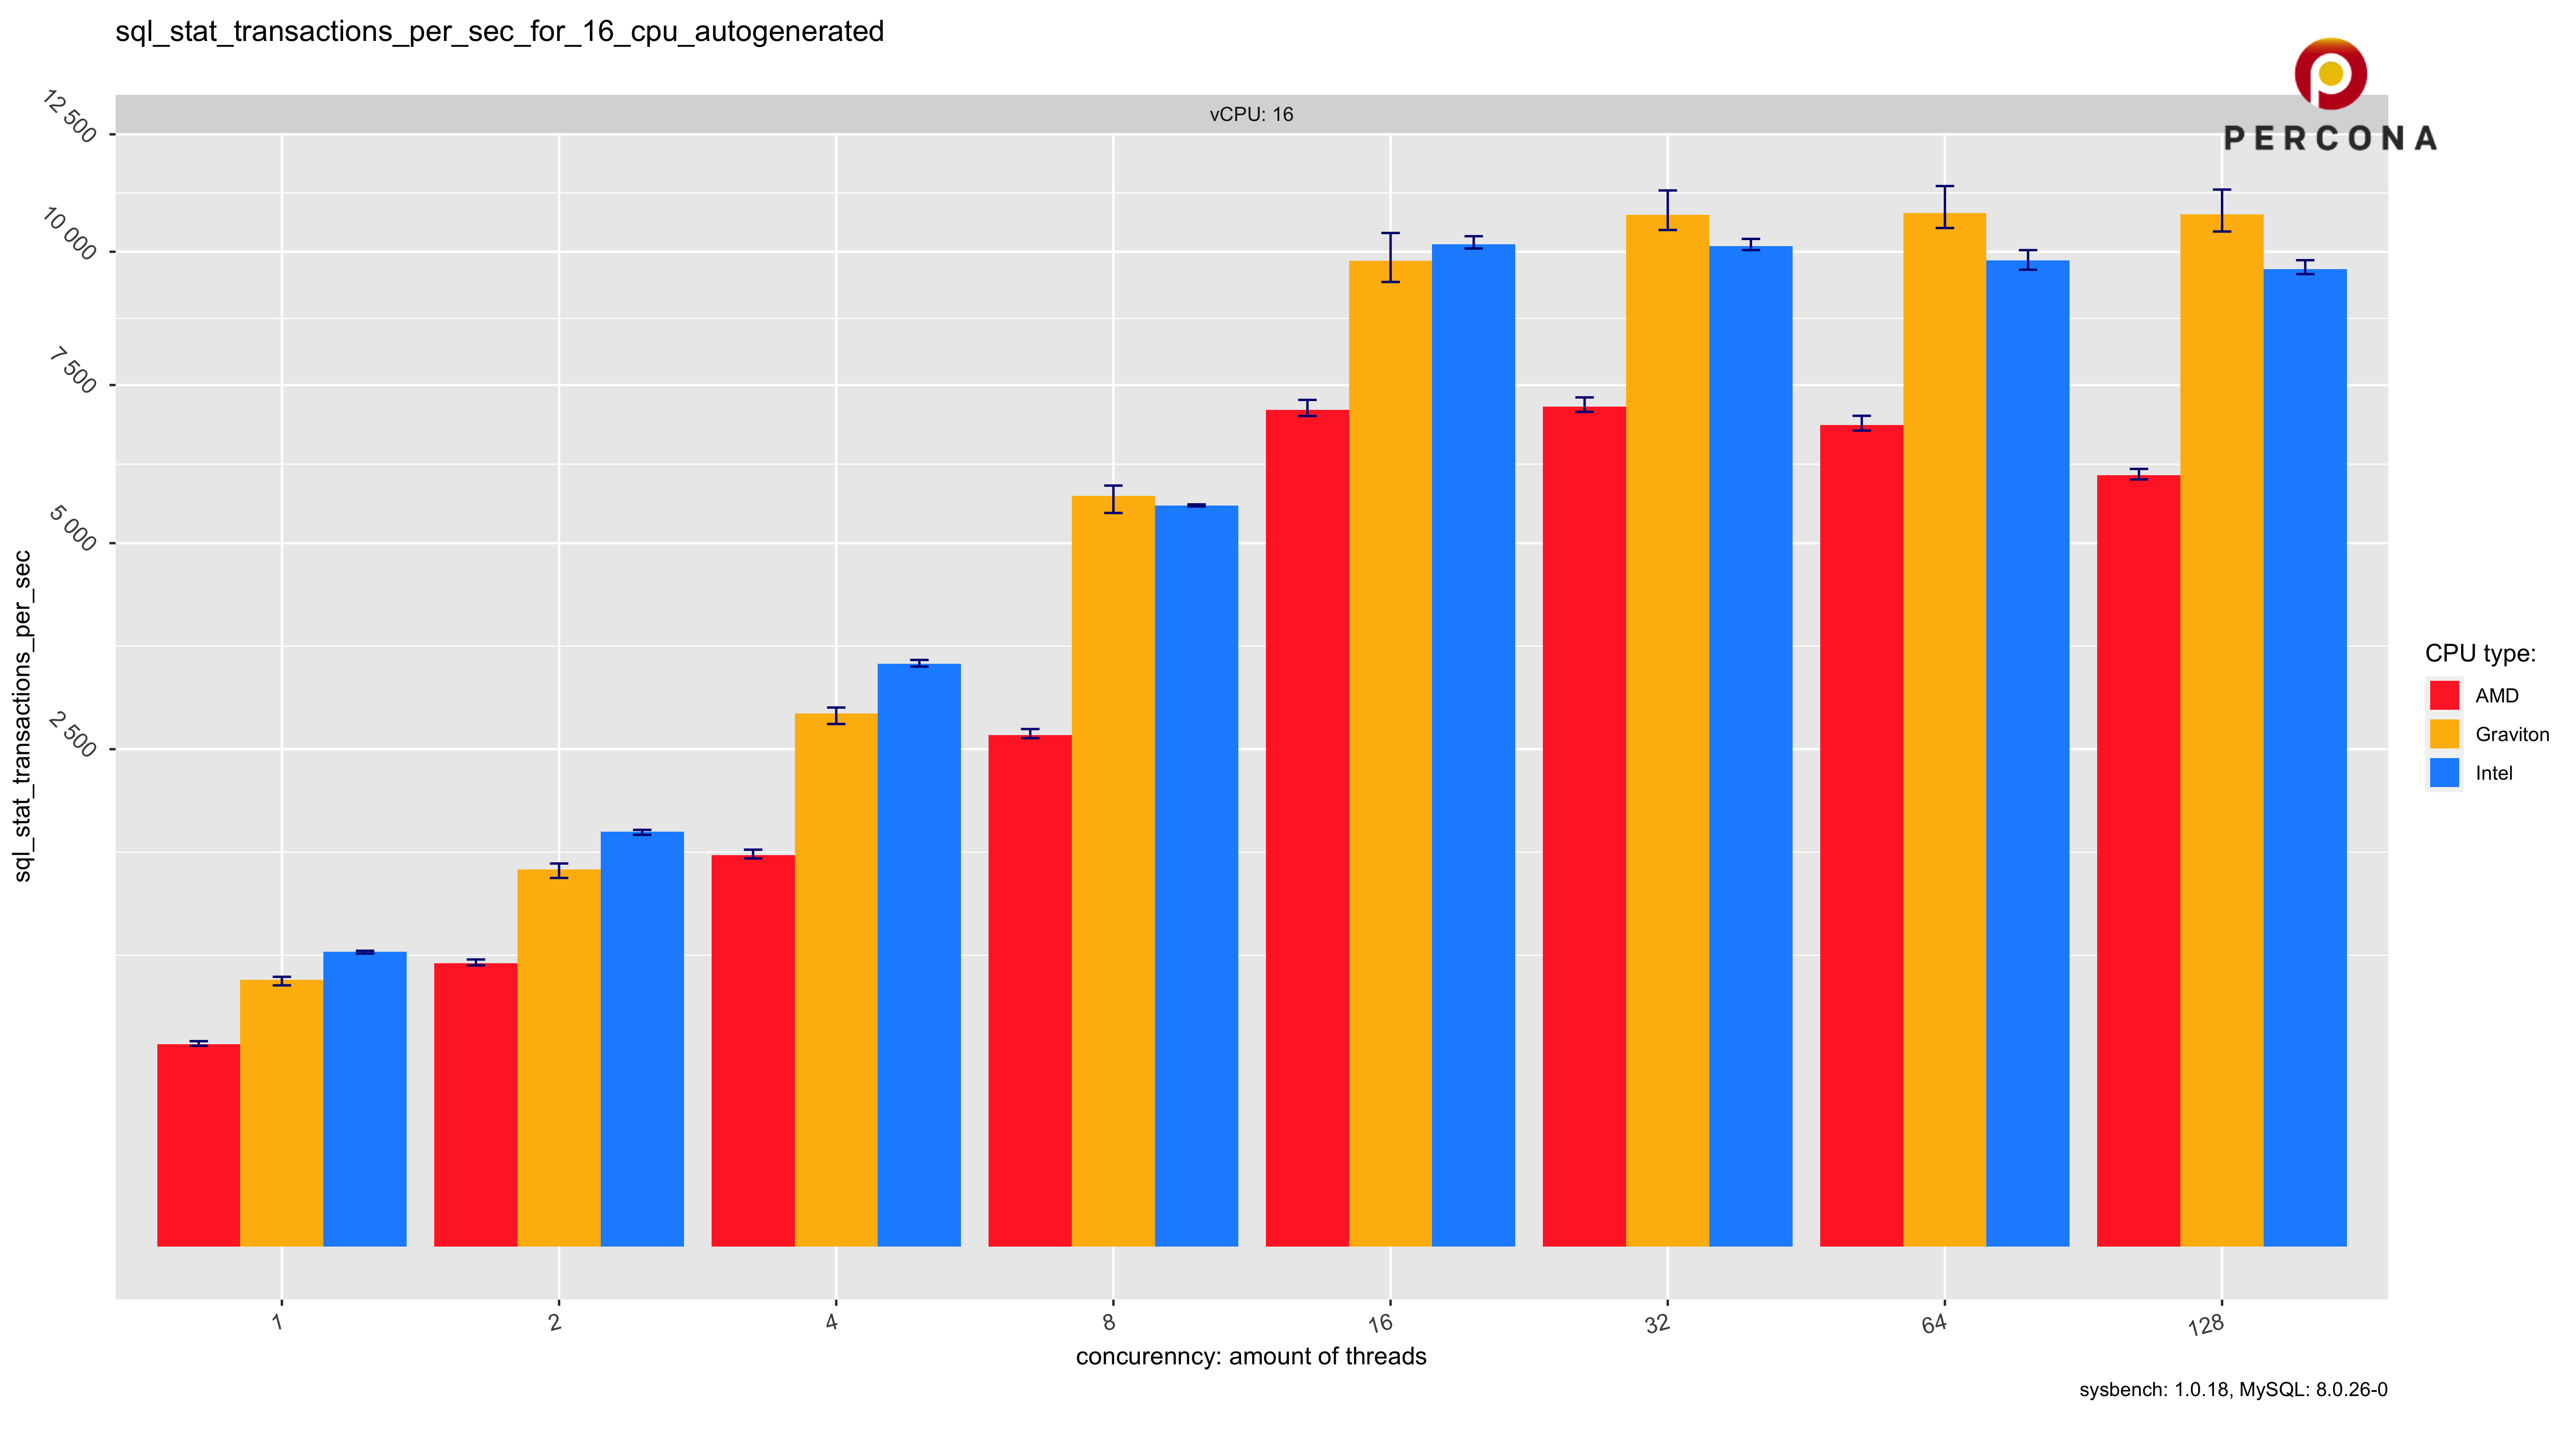 sql_stat_transactions_per_sec_for_16_cpu_autogenerated
PERCONA
vCPU: 16
12 500
10 000
7 500
5 000
2 500
sql_stat_transactions_per_sec
CPU type:
AMD
Graviton
Intel
1 2 4 8 16 32 64 128
concurenncy: amount of threads
sysbench: 1.0.18, MySQL: 8.0.26-0